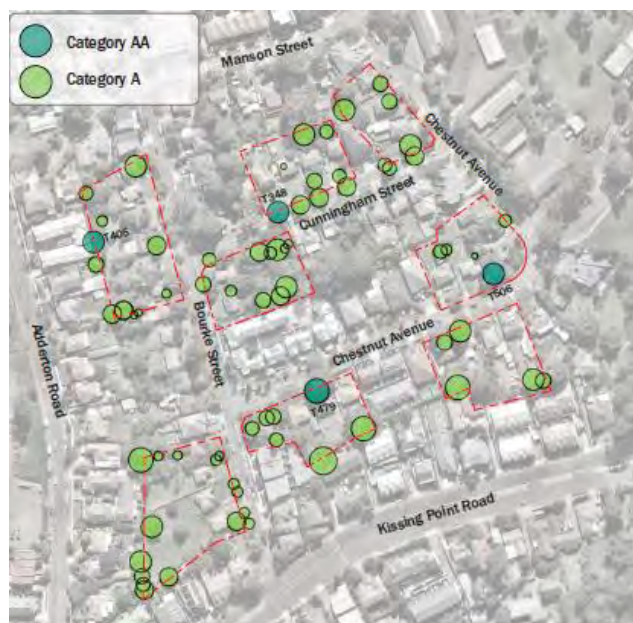 Category AA
Category A
Manson Street
Chestnut Avenue
T948
Cunningham Street
T405
T506
Bourke Street
Chestnut Avenue
Adderton Road
T479
Kissing Point Road